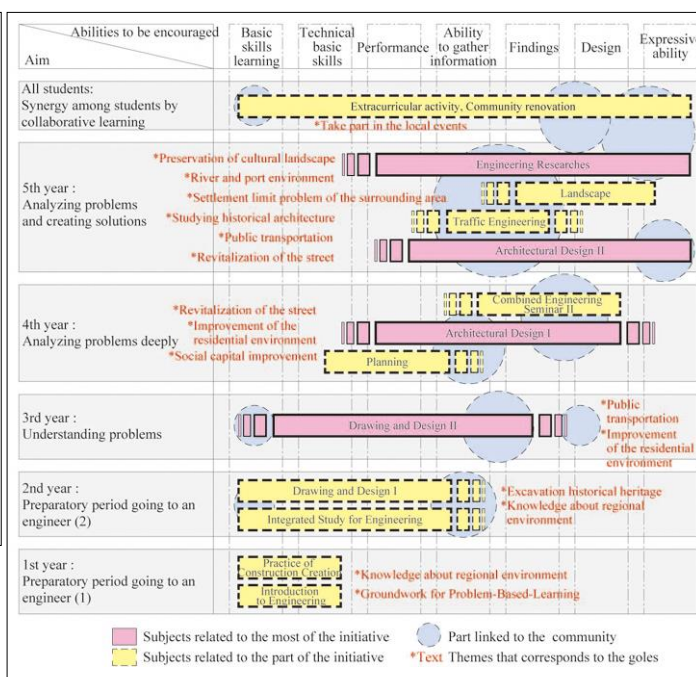 Abilities to be encouraged
Aim
Basic
skills
learning
Technical
basic
skills
Performance
Ability
to gather
information
Findings
Design
Expressive
ability
All students:
Synergy among students by
collaborative learning
Extracurricular activity, Community renovation
*Take part in the local events
5th year :
Analyzing problems
and creating solutions
*Preservation of cultural landscape
*River and port environment
*Settlement limit problem of the surrounding area
*Studying historical architecture
*Public transportation
*Revitalization of the street
Engineering Researches
Landscape
Traffic Engineering
Architectural Design II
4th year :
Analyzing problems deeply
*Revitalization of the street
*Improvement of the
residential environment
*Social capital improvement
Combined Engineering
Seminar II
Architectural Design I
Planning
3rd year :
Understanding problems
Drawing and Design II
*Public
transportation
*Improvement
of the residential
environment
2nd year :
Preparatory period going to an
engineer (2)
Drawing and Design I
Integrated Study for Engineering
*Excavation historical heritage
*Knowledge about regional
environment
1st year :
Preparatory period going to an
engineer (1)
Practice of
Construction Creation
Introduction
to Engineering
*Knowledge about regional environment
*Groundwork for Problem-Based-Learning
Subjects related to the most of the initiative
Part linked to the community
Subjects related to the part of the initiative
*Text Themes that corresponds to the goles